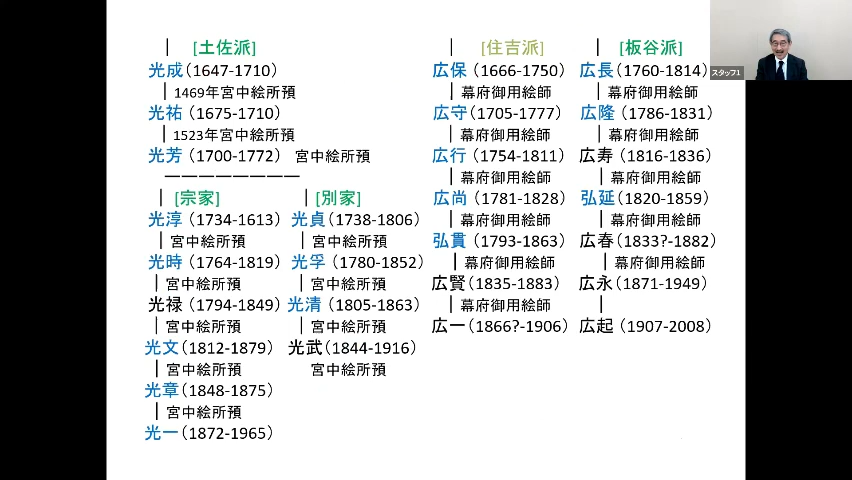 [土佐派]
光成(1647-1710)
1469年宮中絵所預
光祐(1675-1710)
1523年宮中絵所預
光芳(1700-1772) 宮中絵所預
[宗家]
光淳(1734-1613)
宮中絵所預
光時(1764-1819)
宮中絵所預
光禄(1794-1849)
宮中絵所預
光文(1812-1879)
宮中絵所預
光章(1848-1875)
宮中絵所預
光一(1872-1965)
[別家]
光貞(1738-1806)
宮中絵所預
光孚(1780-1852)
宮中絵所預
光清(1805-1863)
宮中絵所預
光武(1844-1916)
宮中絵所預
[住吉派]
広保(1666-1750)
幕府御用絵師
広守(1705-1777)
幕府御用絵師
広行(1754-1811)
幕府御用絵師
広尚(1781-1828)
幕府御用絵師
弘貫(1793-1863)
幕府御用絵師
広賢(1835-1883)
幕府御用絵師
広一(1866?-1906)
[板谷派]
広長(1760-1814)
幕府御用絵師
広隆(1786-1831)
幕府御用絵師
広寿(1816-1836)
幕府御用絵師
弘延(1820-1859)
幕府御用絵師
広春(1833?-1882)
幕府御用絵師
広永(1871-1949)
広起(1907-2008)
スタッフ1